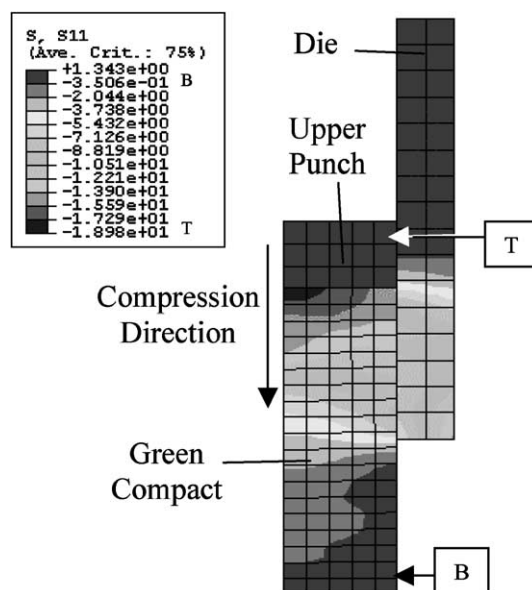 S, S11
(Ave. Crit.: 75%)
+1.343e+00
-3.506e-01
-2.044e+00
-3.738e+00
-5.432e+00
-7.126e+00
-8.819e+00
-1.051e+01
-1.221e+01
-1.390e+01
-1.559e+01
-1.729e+01
-1.898e+01
B
T
Die
Upper
Punch
T
Compression
Direction
Green
Compact
B